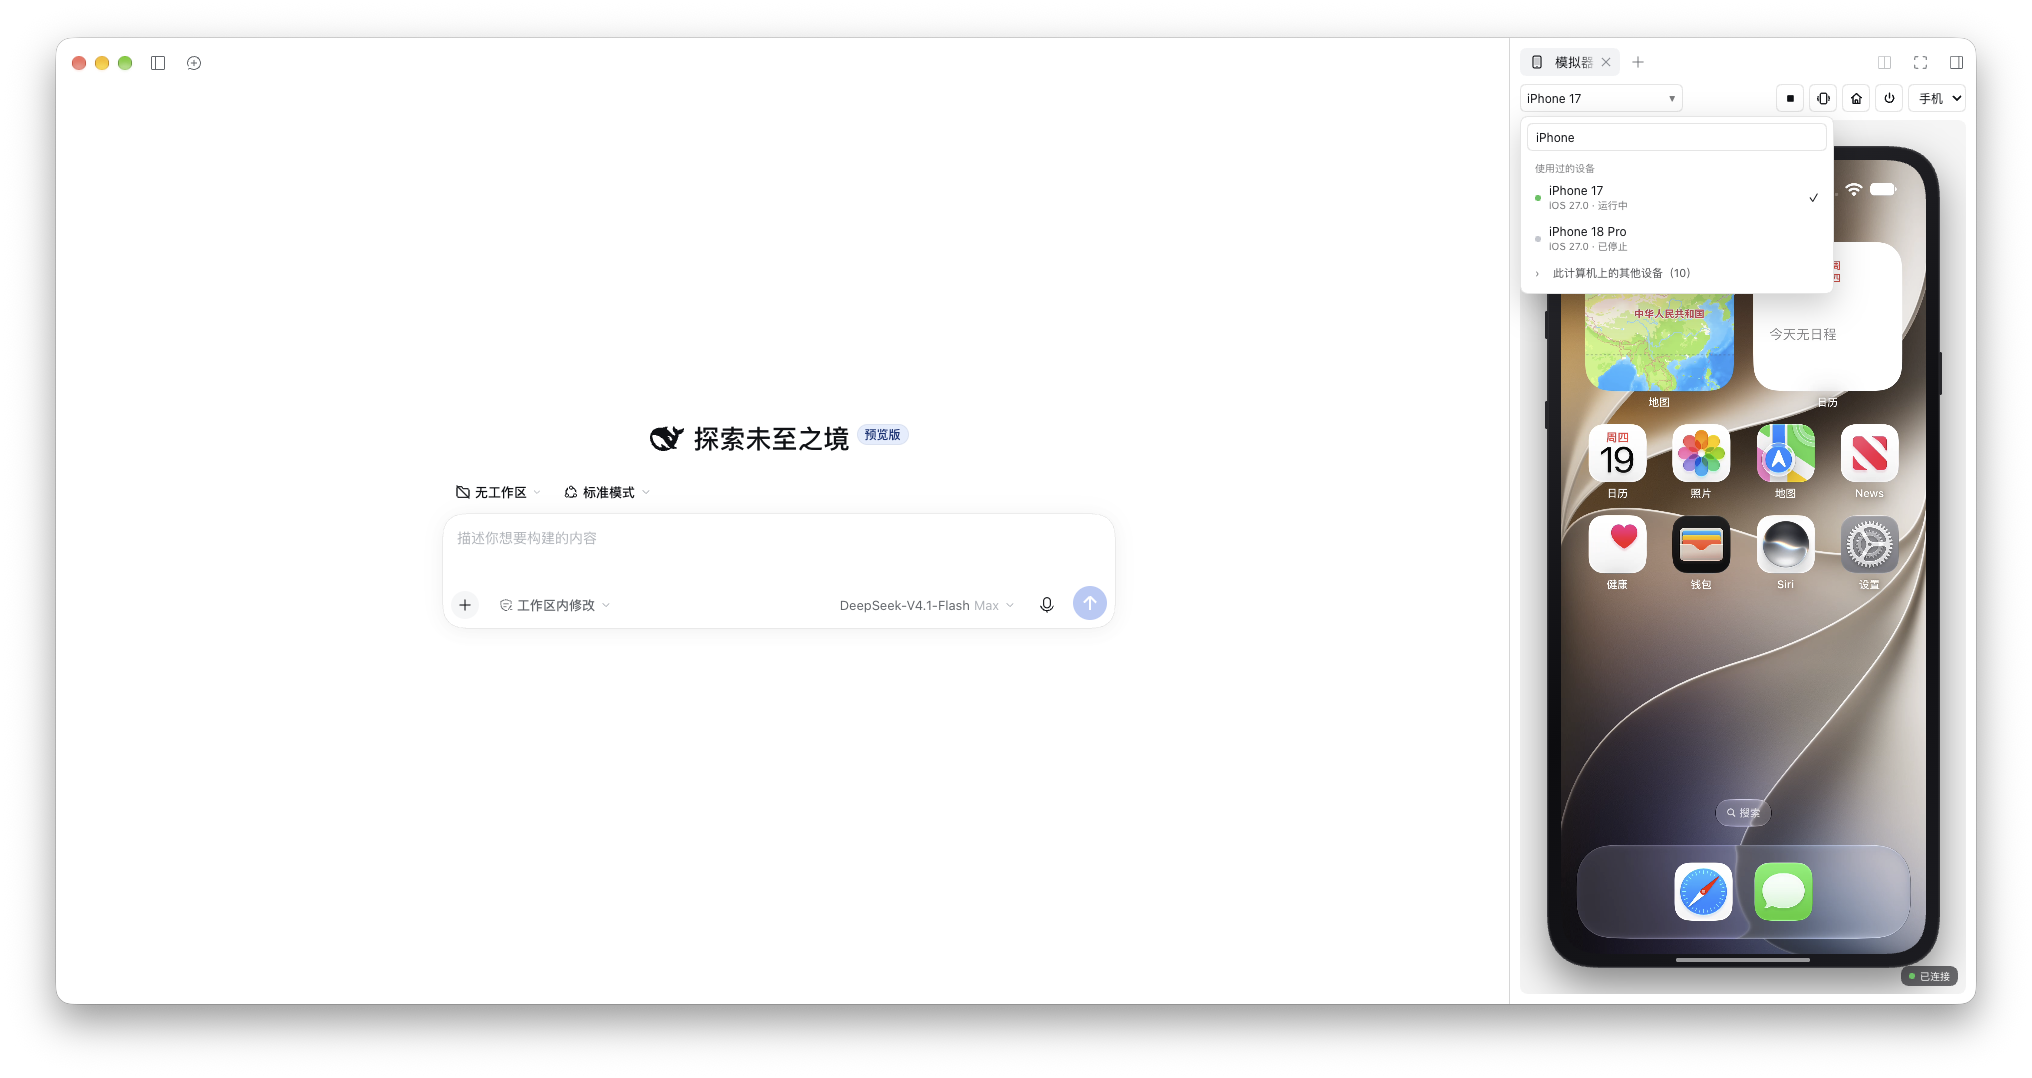 模拟器
iPhone 17
手机
iPhone
使用过的设备
iPhone 17
iOS 27.0 · 运行中
iPhone 18 Pro
iOS 27.0 · 已停止
此计算机上的其他设备 (10)
探索未至之境
预览版
无工作区
标准模式
描述你想要构建的内容
工作区内修改
DeepSeek-V4.1-Flash Max
中华人民共和国
周
四
今天无日程
地图
日历
周四
19
日历
照片
地图
News
健康
钱包
Siri
设置
搜索
已连接